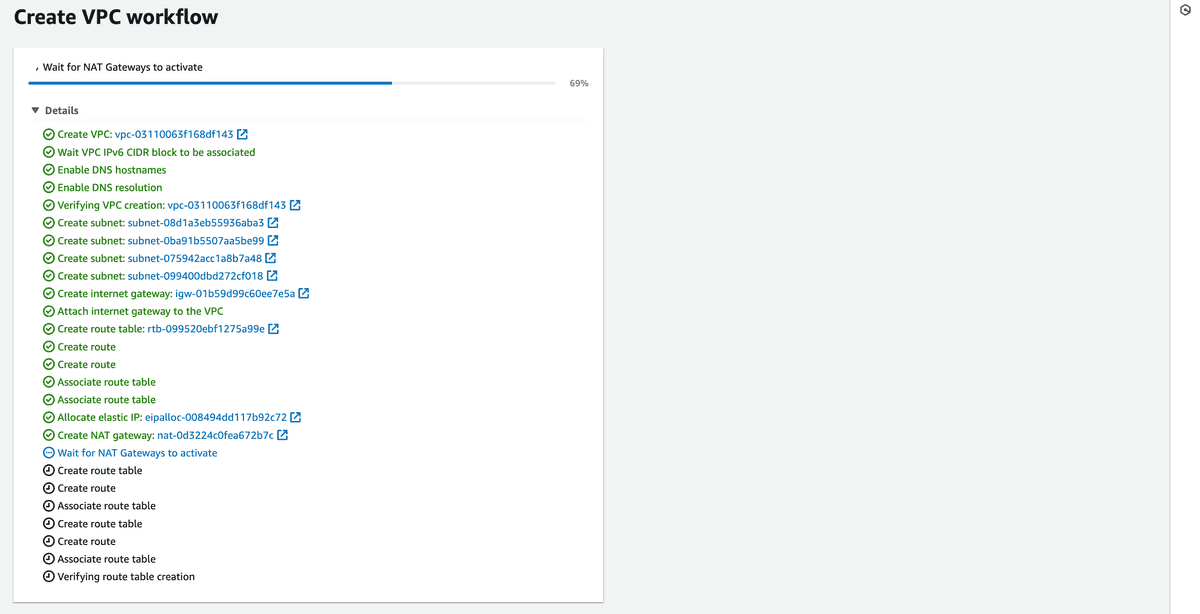 Create VPC workflow
Wait for NAT Gateways to activate
69%
Details
Create VPC: vpc-03110063f168df143
Wait VPC IPv6 CIDR block to be associated
Enable DNS hostnames
Enable DNS resolution
Verifying VPC creation: vpc-03110063f168df143
Create subnet: subnet-08d1a3eb55936aba3
Create subnet: subnet-0ba91b5507aa5be99
Create subnet: subnet-075942acc1a8b7a48
Create subnet: subnet-099400dbd272cf018
Create internet gateway: igw-01b59d99c60ee7e5a
Attach internet gateway to the VPC
Create route table: rtb-099520ebf1275a99e
Create route
Create route
Associate route table
Associate route table
Allocate elastic IP: eipalloc-008494dd117b92c72
Create NAT gateway: nat-0d3224c0fea672b7c
Wait for NAT Gateways to activate
Create route table
Create route
Associate route table
Create route table
Create route
Associate route table
Verifying route table creation